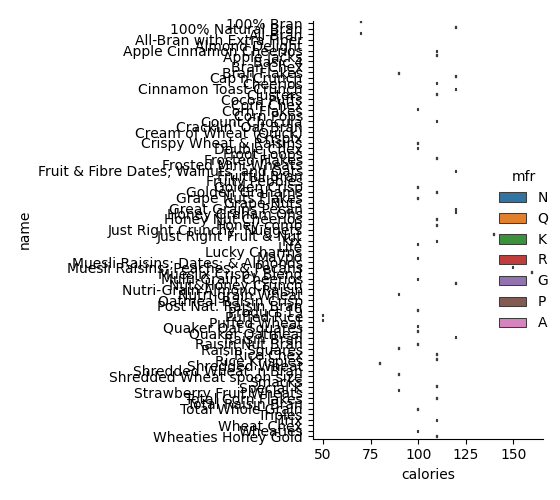 100% Bran
100% Natural Bran
All-Bran
All-Bran with Extra Fiber
Almond Delight
Apple Cinnamon Cheerios
Apple Jacks
Basic 4
Bran Chex
Bran Flakes
Cap'n'Crunch
Cheerios
Cinnamon Toast Crunch
Clusters
Cocoa Puffs
Corn Chex
Corn Flakes
Corn Pops
Count Chocula
Cracklin' Oat Bran
Cream of Wheat (Quick)
Crispix
Crispy Wheat & Raisins
Double Chex
Froot Loops
Frosted Flakes
Frosted Mini-Wheats
Fruit & Fibre Dates; Walnuts; and Oats
Fruitful Bran
Fruity Pebbles
Golden Crisp
Golden Grahams
Grape Nuts Flakes
Grape-Nuts
Great Grains Pecan
Honey Graham Ohs
Honey Nut Cheerios
Honey-comb
Just Right Crunchy  Nuggets
Just Right Fruit & Nut
Kix
Life
Lucky Charms
Maypo
Muesli Raisins; Dates; & Almonds
Muesli Raisins; Peaches; & Pecans
Mueslix Crispy Blend
Multi-Grain Cheerios
Nut&Honey Crunch
Nutri-Grain Almond-Raisin
Nutri-grain Wheat
Oatmeal Raisin Crisp
Post Nat. Raisin Bran
Product 19
Puffed Rice
Puffed Wheat
Quaker Oat Squares
Quaker Oatmeal
Raisin Bran
Raisin Nut Bran
Raisin Squares
Rice Chex
Rice Krispies
Shredded Wheat
Shredded Wheat 'n'Bran
Shredded Wheat spoon size
Smacks
Special K
Strawberry Fruit Wheats
Total Corn Flakes
Total Raisin Bran
Total Whole Grain
Triples
Trix
Wheat Chex
Wheaties
Wheaties Honey Gold
name
50 75 100 125 150
calories
mfr
N
Q
K
R
G
P
A